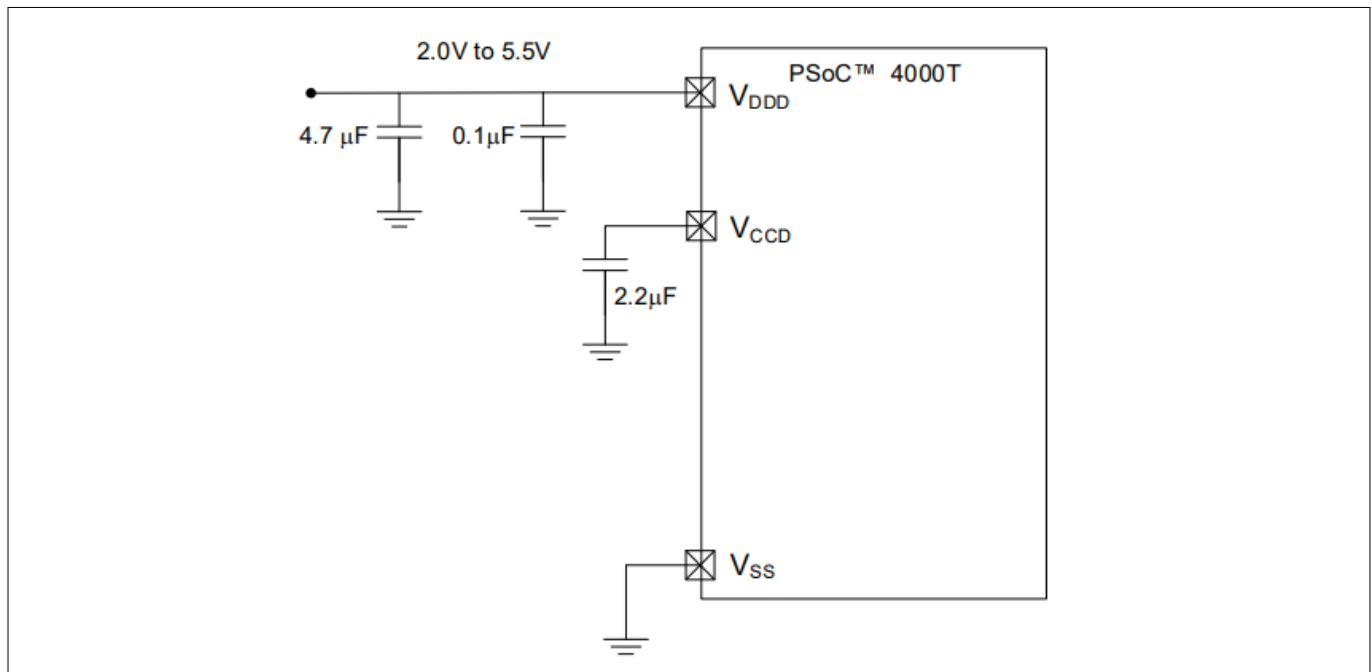 2.0V to 5.5V
PSoC™ 4000T
VDDD
4.7 μF
0.1μF
VCCD
2.2μF
VSS